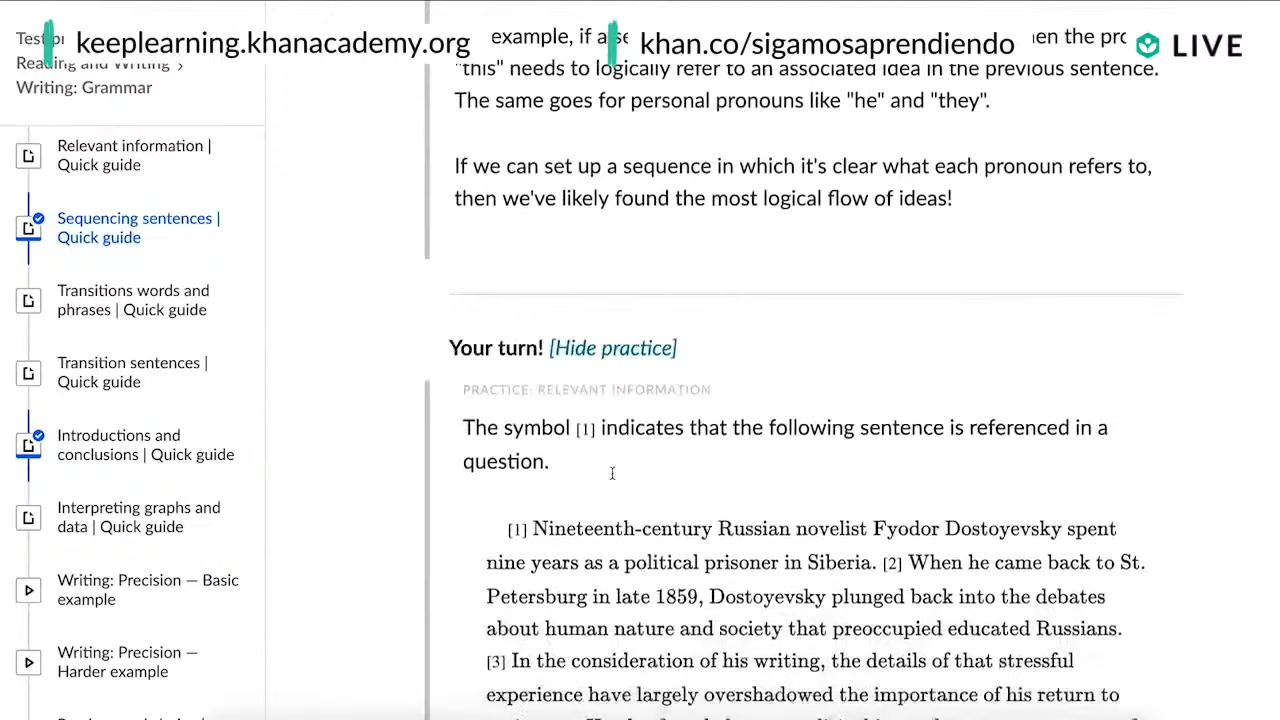 keeplearning.khanacademy.org
khan.co/sigamosaprendiendo
LIVE
Reading and Writing
Writing: Grammar
Relevant information |
Quick guide
Sequencing sentences |
Quick guide
Transitions words and
phrases | Quick guide
Transition sentences |
Quick guide
Introductions and
conclusions | Quick guide
Interpreting graphs and
data | Quick guide
Writing: Precision — Basic
example
Writing: Precision —
Harder example
example, if a
"this" needs to logically refer to an associated idea in the previous sentence.
The same goes for personal pronouns like "he" and "they".
If we can set up a sequence in which it's clear what each pronoun refers to,
then we've likely found the most logical flow of ideas!
Your turn! [Hide practice]
PRACTICE: RELEVANT INFORMATION
The symbol [1] indicates that the following sentence is referenced in a
question.
[1] Nineteenth-century Russian novelist Fyodor Dostoyevsky spent
nine years as a political prisoner in Siberia. [2] When he came back to St.
Petersburg in late 1859, Dostoyevsky plunged back into the debates
about human nature and society that preoccupied educated Russians.
[3] In the consideration of his writing, the details of that stressful
experience have largely overshadowed the importance of his return to